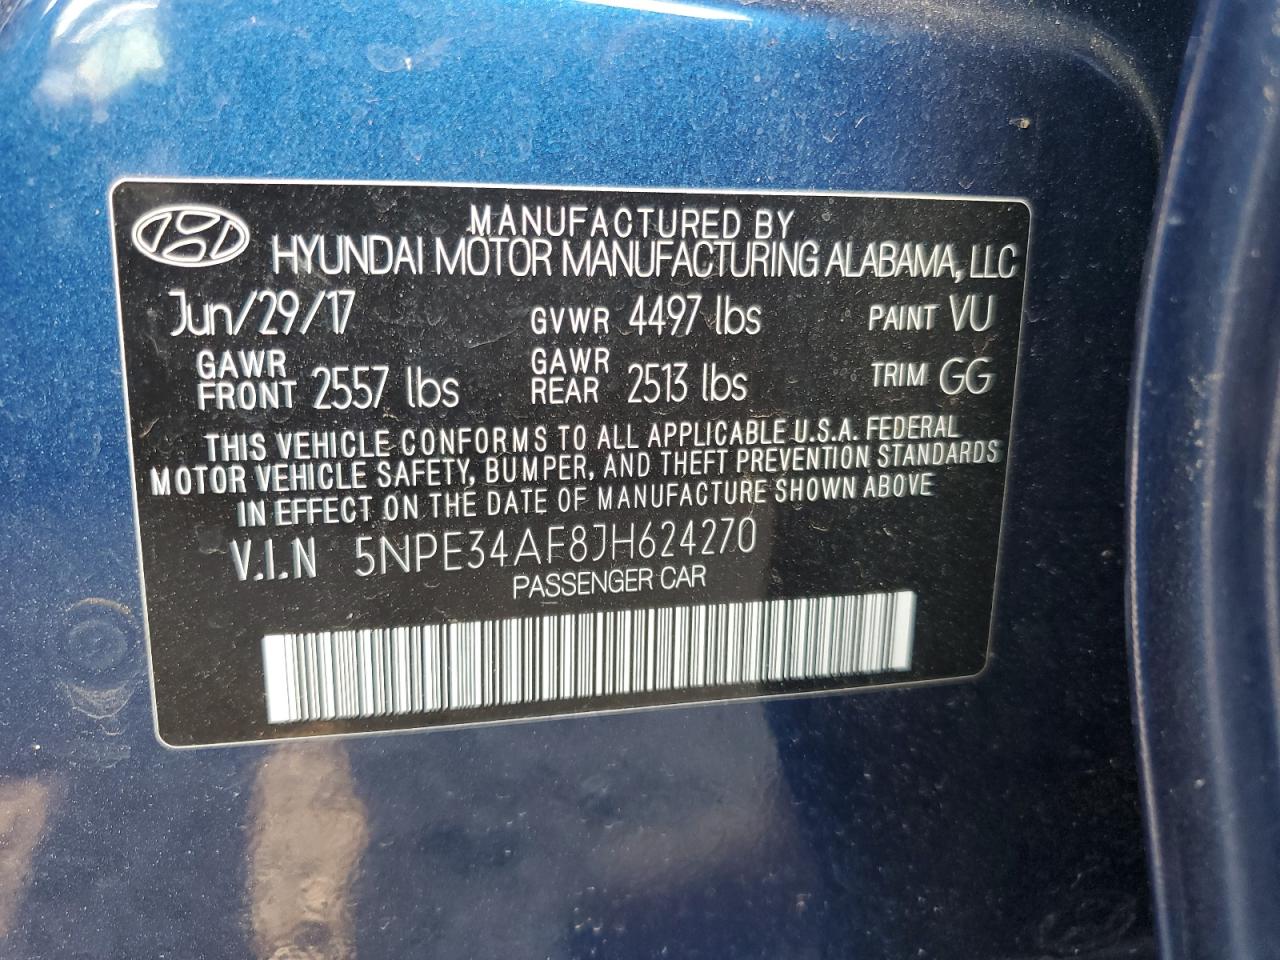 MANUFACTURED BY
HYUNDAI MOTOR MANUFACTURING ALABAMA, LLC
Jun/29/17 GVWR 4497 lbs PAINT VU
GAWR FRONT 2557 lbs GAWR REAR 2513 lbs TRIM GG
THIS VEHICLE CONFORMS TO ALL APPLICABLE U.S.A. FEDERAL
MOTOR VEHICLE SAFETY, BUMPER, AND THEFT PREVENTION STANDARDS
IN EFFECT ON THE DATE OF MANUFACTURE SHOWN ABOVE
V.I.N 5NPE34AF8JH624270
PASSENGER CAR